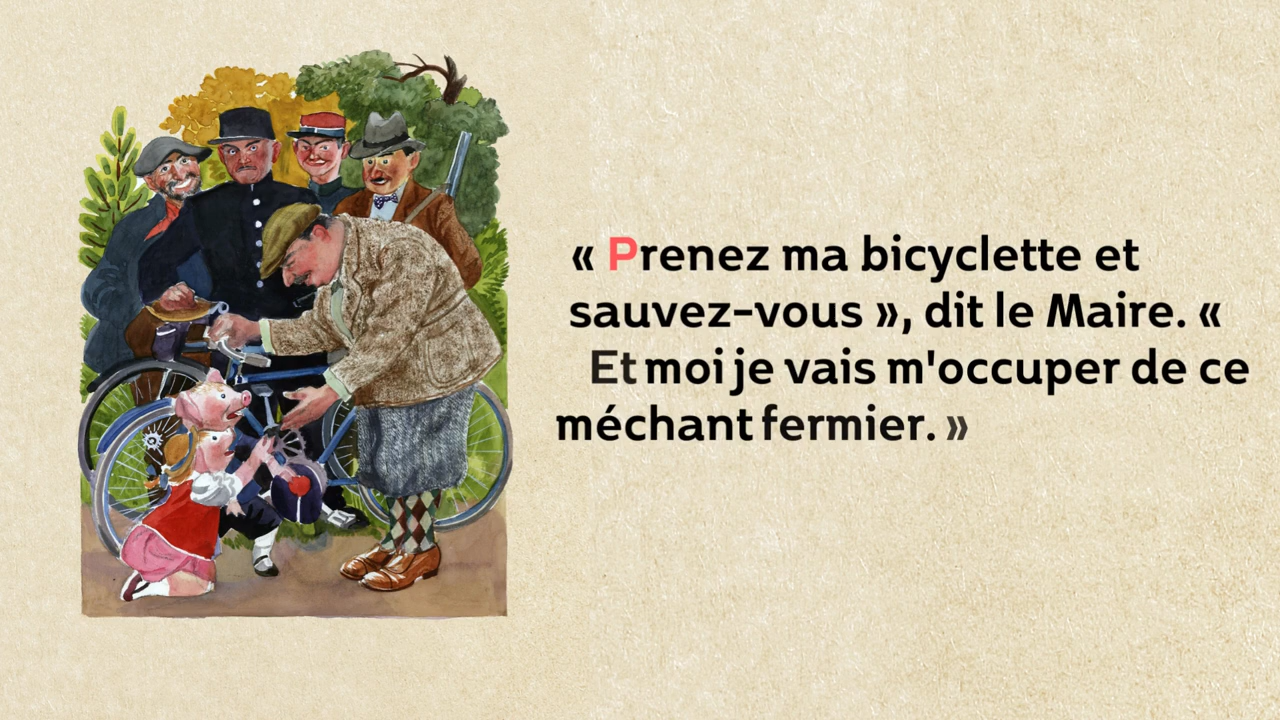 « Prenez ma bicyclette et
sauvez-vous », dit le Maire. «
Et moi je vais m'occuper de ce
méchant fermier. »